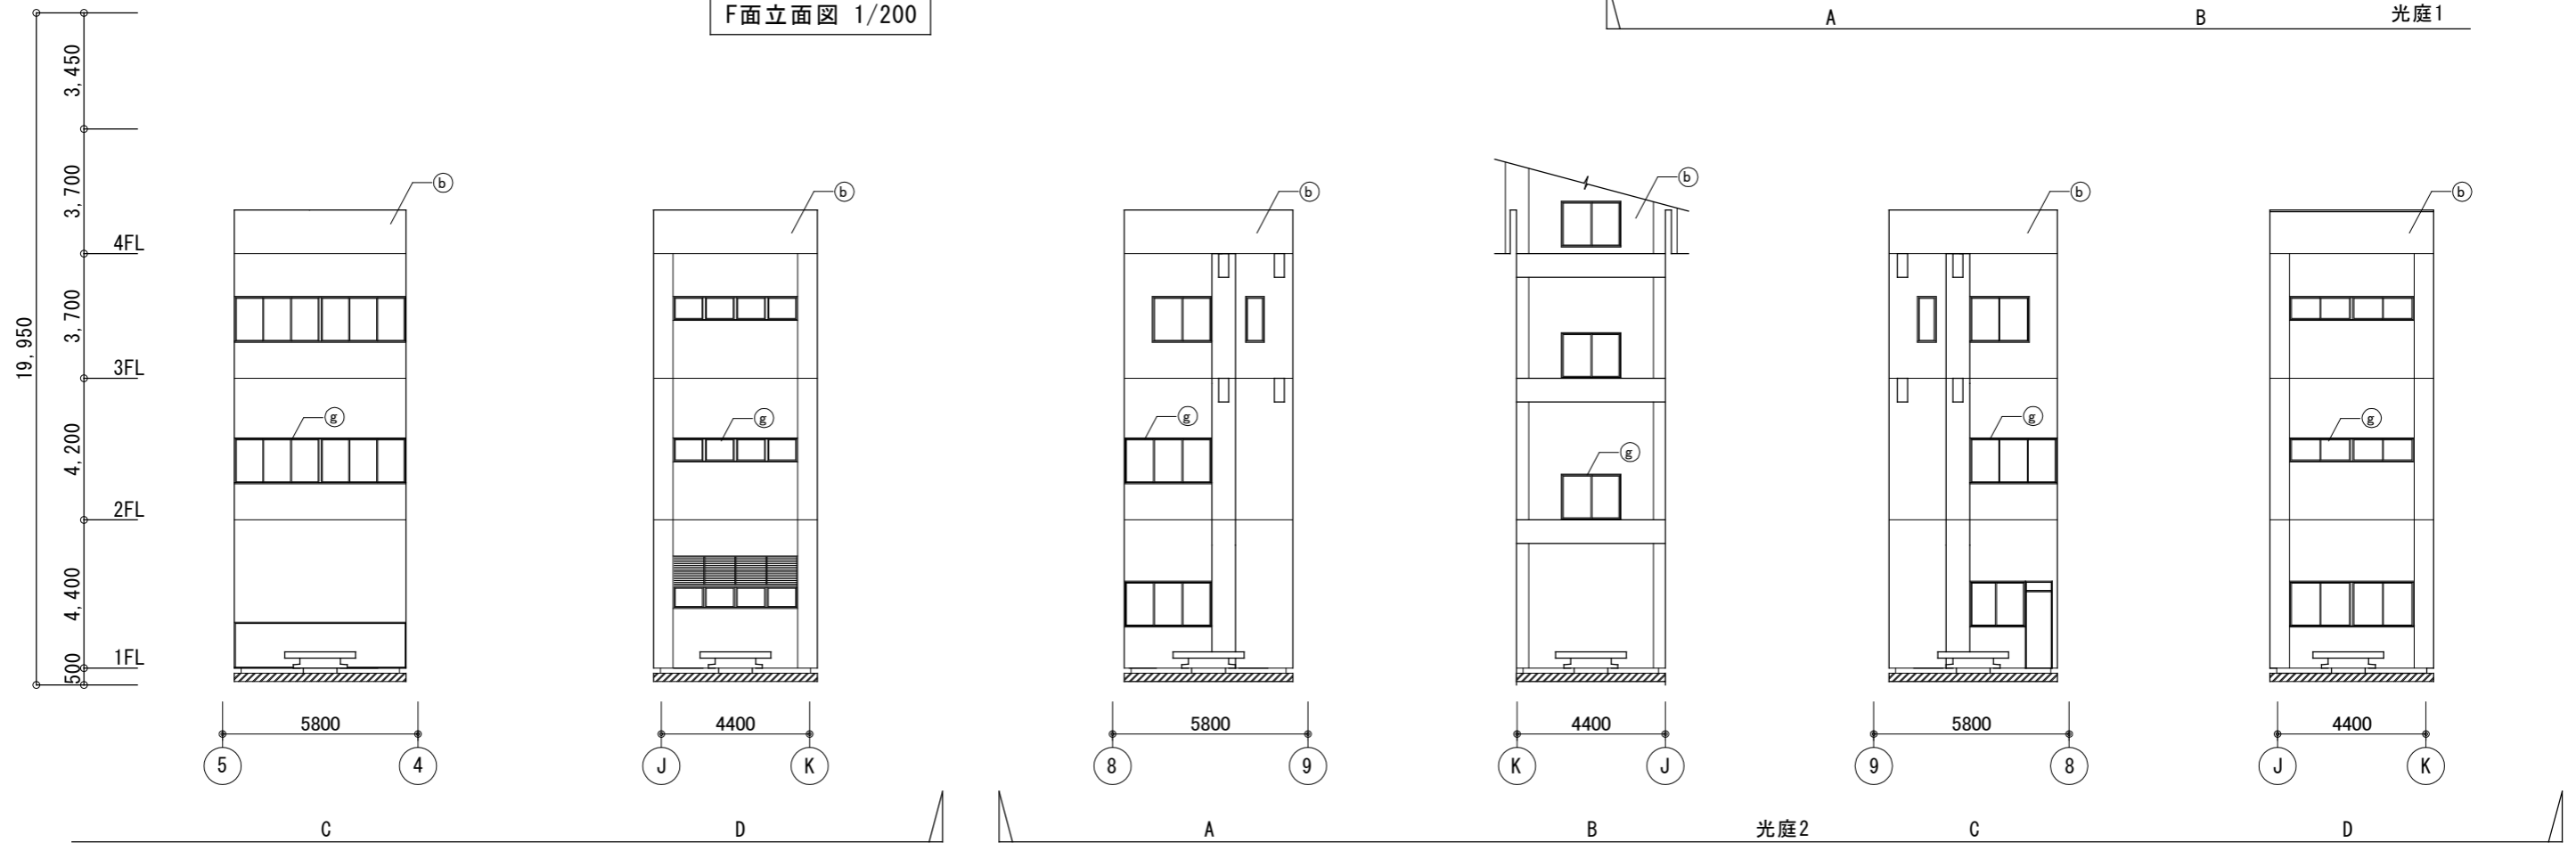 F面立面図 1/200
A B 光庭1
3,450
3,700
3,700
4,200
4,400
500
19,950
4FL
3FL
2FL
1FL
b b b b b b
g g g g g g
5800 4400 5800 4400 5800 4400
5 4 J K 8 9 K J 9 8 J K
C D A B 光庭2 C D